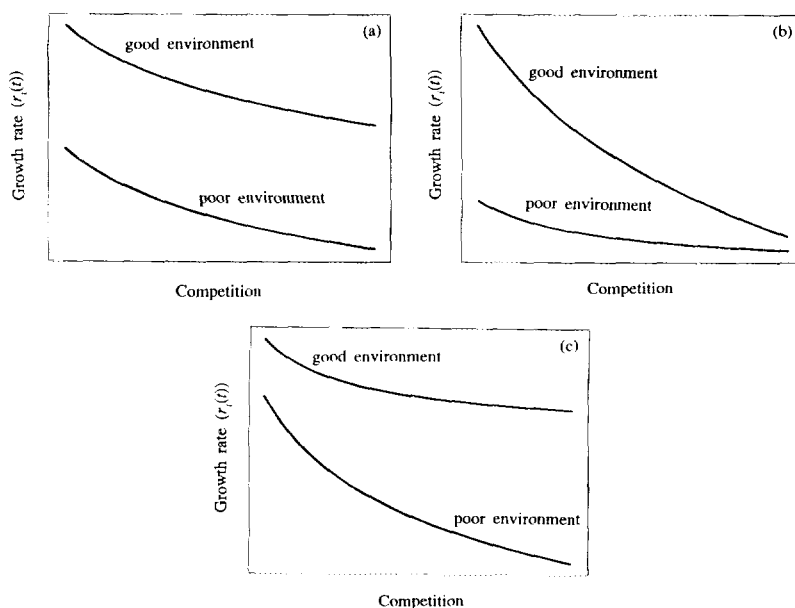 (a)
good environment
poor environment
Growth rate (r_i(t))
Competition
(b)
good environment
poor environment
Growth rate (r_i(t))
Competition
(c)
good environment
poor environment
Growth rate (r_i(t))
Competition